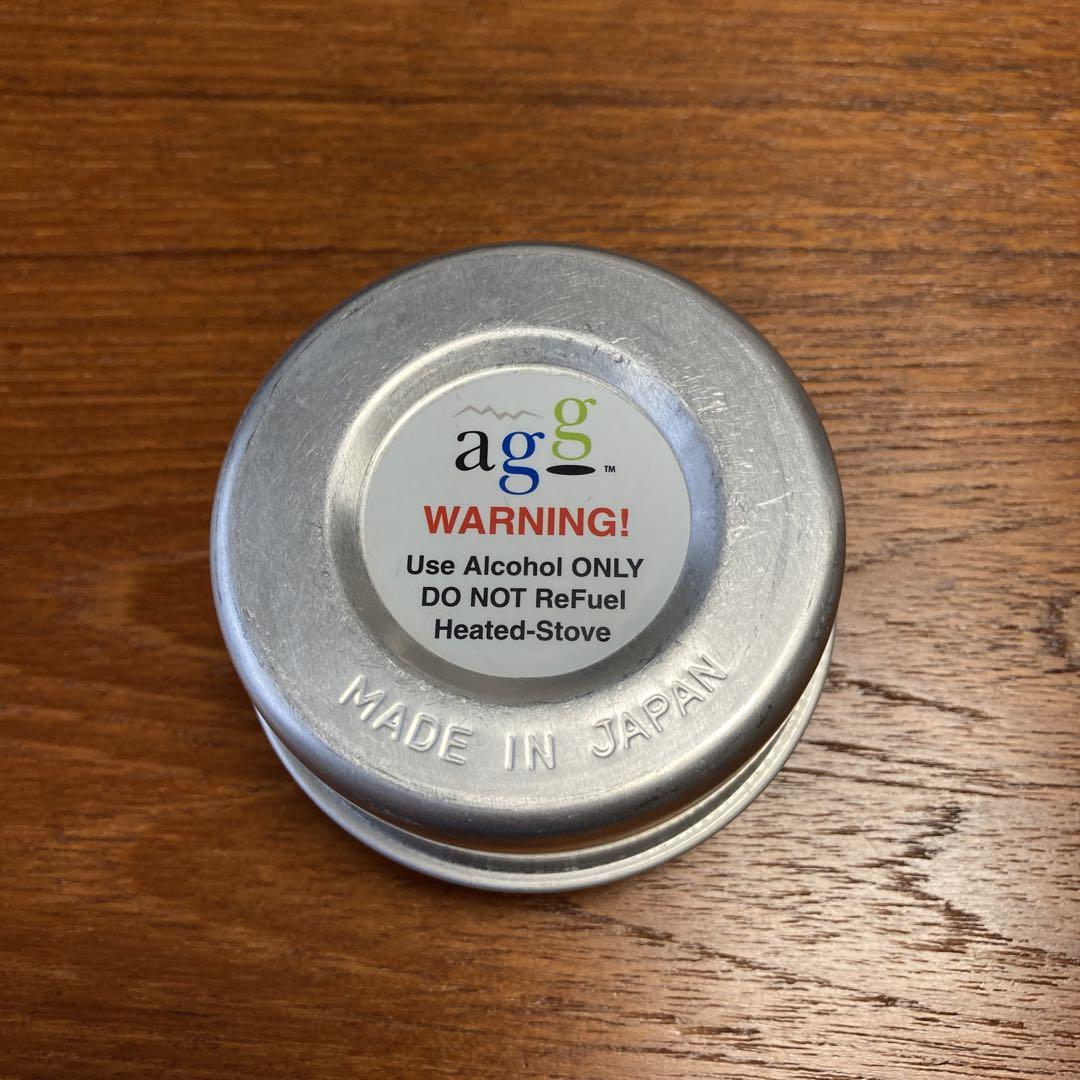 agg™
WARNING!
Use Alcohol ONLY
DO NOT ReFuel
Heated-Stove
MADE IN JAPAN